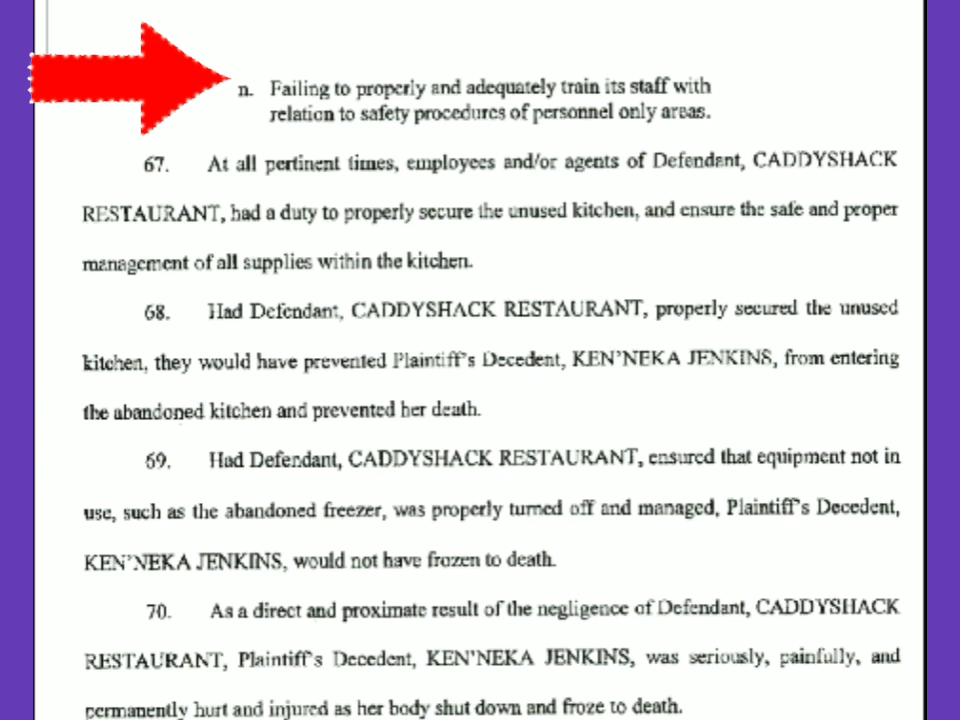 n. Failing to properly and adequately train its staff with
relation to safety procedures of personnel only areas.
67. At all pertinent times, employees and/or agents of Defendant, CADDYSHACK
RESTAURANT, had a duty to properly secure the unused kitchen, and ensure the safe and proper
management of all supplies within the kitchen.
68. Had Defendant, CADDYSHACK RESTAURANT, properly secured the unused
kitchen, they would have prevented Plaintiff's Decedent, KEN'NEKA JENKINS, from entering
the abandoned kitchen and prevented her death.
69. Had Defendant, CADDYSHACK RESTAURANT, ensured that equipment not in
use, such as the abandoned freezer, was properly turned off and managed, Plaintiff's Decedent,
KEN'NEKA JENKINS, would not have frozen to death.
70. As a direct and proximate result of the negligence of Defendant, CADDYSHACK
RESTAURANT, Plaintiff's Decedent, KEN'NEKA JENKINS, was seriously, painfully, and
permanently hurt and injured as her body shut down and froze to death.